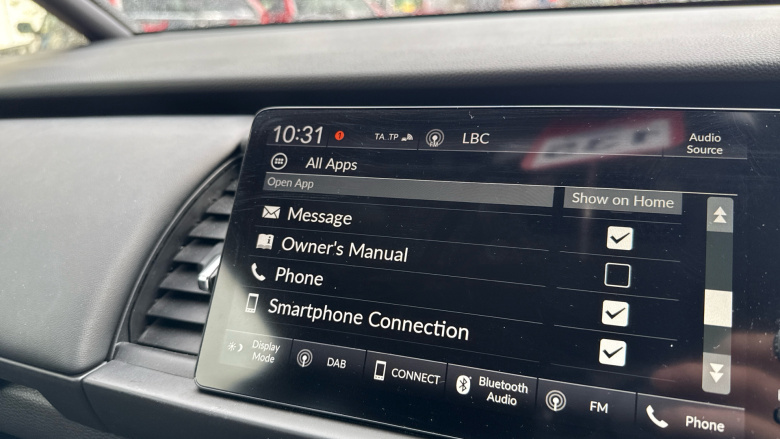 10:31 TA TP FM LBC Audio
Source
All Apps
Open App Show on Home
Message
Owner's Manual
Phone
Smartphone Connection
Display
Mode
DAB
CONNECT
Bluetooth
Audio
FM
Phone